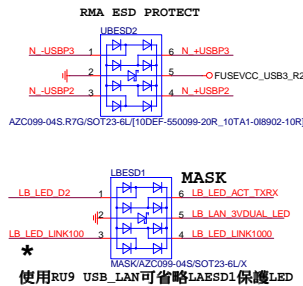 RMA ESD PROTECT
UBESD2
N_-USBP3 1 6 N_+USBP3
2 5 FUSEVCC_USB3_R2
N_-USBP2 3 4 N_+USBP2
AZC099-04S.R7G/SOT23-6L/[10DEF-550099-20R_10TA1-0I8902-10R]
LBESD1 MASK
LB_LED_D2 1 6 LB_LED_ACT_TXRX
2 5 LB_LAN_3VDUAL_LED
LB_LED_LINK100 3 4 LB_LED_LINK1000
MASK/AZC099-04S/SOT23-6L/X
*
使用RU9 USB_LAN可省略LAESD1保護LED